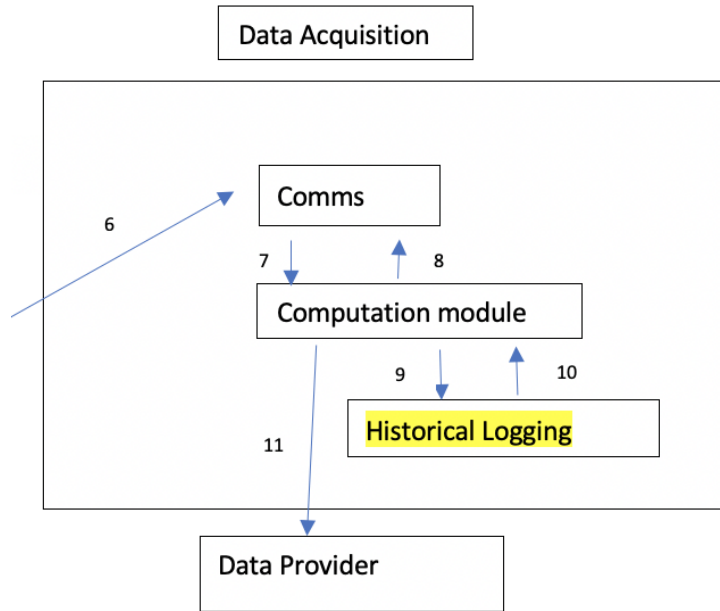 Data Acquisition
Comms
6
7
8
Computation module
9
10
Historical Logging
11
Data Provider